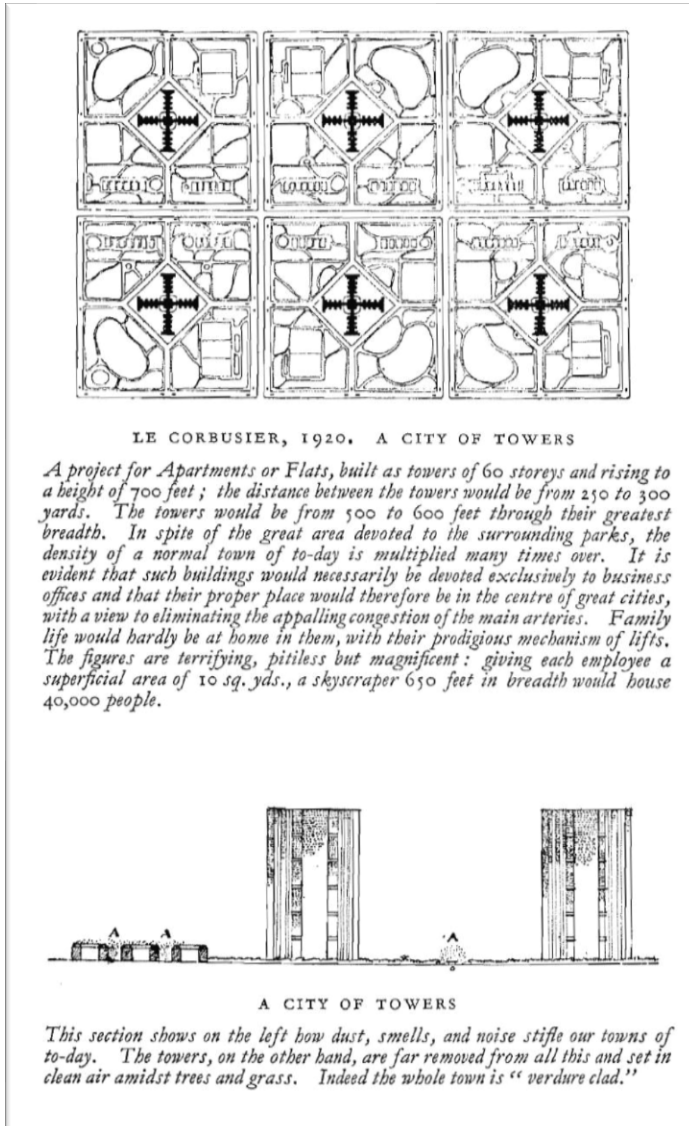 LE CORBUSIER, 1920. A CITY OF TOWERS
A project for Apartments or Flats, built as towers of 60 storeys and rising to
a height of 700 feet; the distance between the towers would be from 250 to 300
yards. The towers would be from 500 to 600 feet through their greatest
breadth. In spite of the great area devoted to the surrounding parks, the
density of a normal town of to-day is multiplied many times over. It is
evident that such buildings would necessarily be devoted exclusively to business
offices and that their proper place would therefore be in the centre of great cities,
with a view to eliminating the appalling congestion of the main arteries. Family
life would hardly be at home in them, with their prodigious mechanism of lifts.
The figures are terrifying, pitiless but magnificent: giving each employee a
superficial area of 10 sq. yds., a skyscraper 650 feet in breadth would house
40,000 people.
A A A
A CITY OF TOWERS
This section shows on the left how dust, smells, and noise stifle our towns of
to-day. The towers, on the other hand, are far removed from all this and set in
clean air amidst trees and grass. Indeed the whole town is “ verdure clad.”